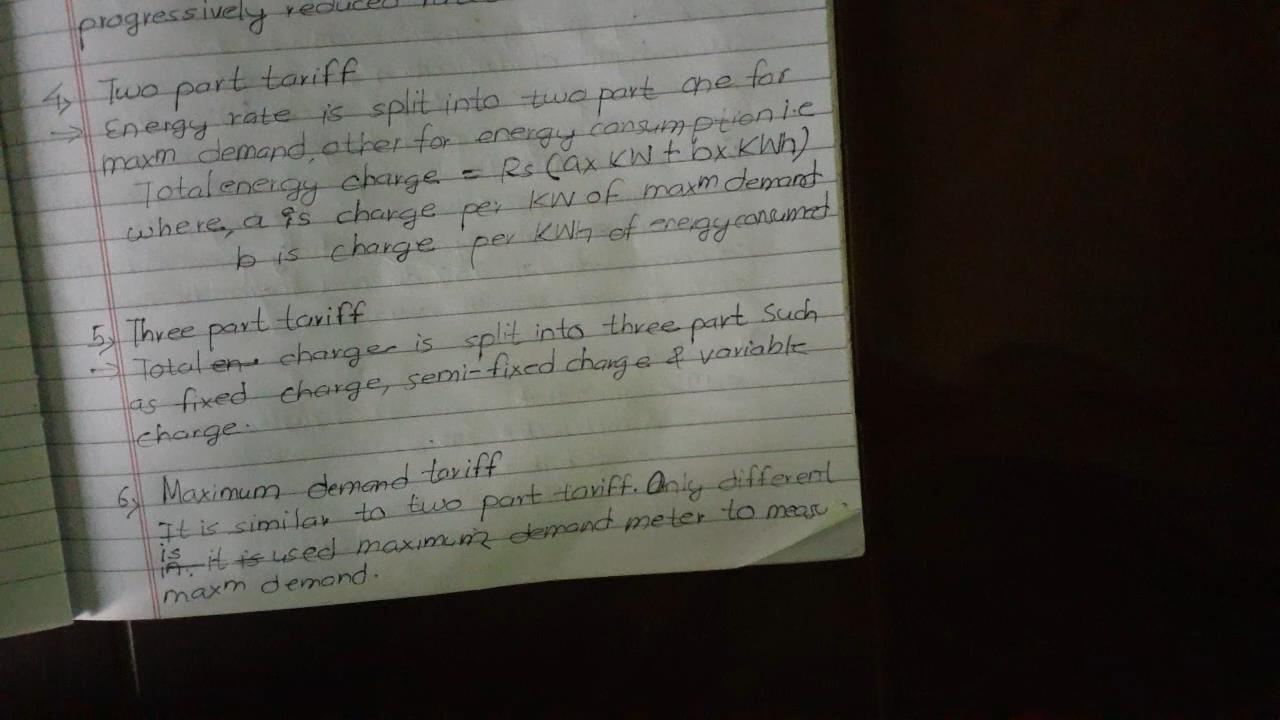 progressively reduced
4) Two part tariff
→ Energy rate is split into two part one for
maxm demand, other for energy consumption i.e
Total energy charge = Rs (a x KW + b x KWh)
where, a is charge per KW of maxm demand
b is charge per KWh of energy consumed
5) Three part tariff
→ Total charge is split into three part such
as fixed charge, semi-fixed charge & variable
charge.
6) Maximum demand tariff
It is similar to two part tariff. Only different
is it used maximum demand meter to
maxm demand.